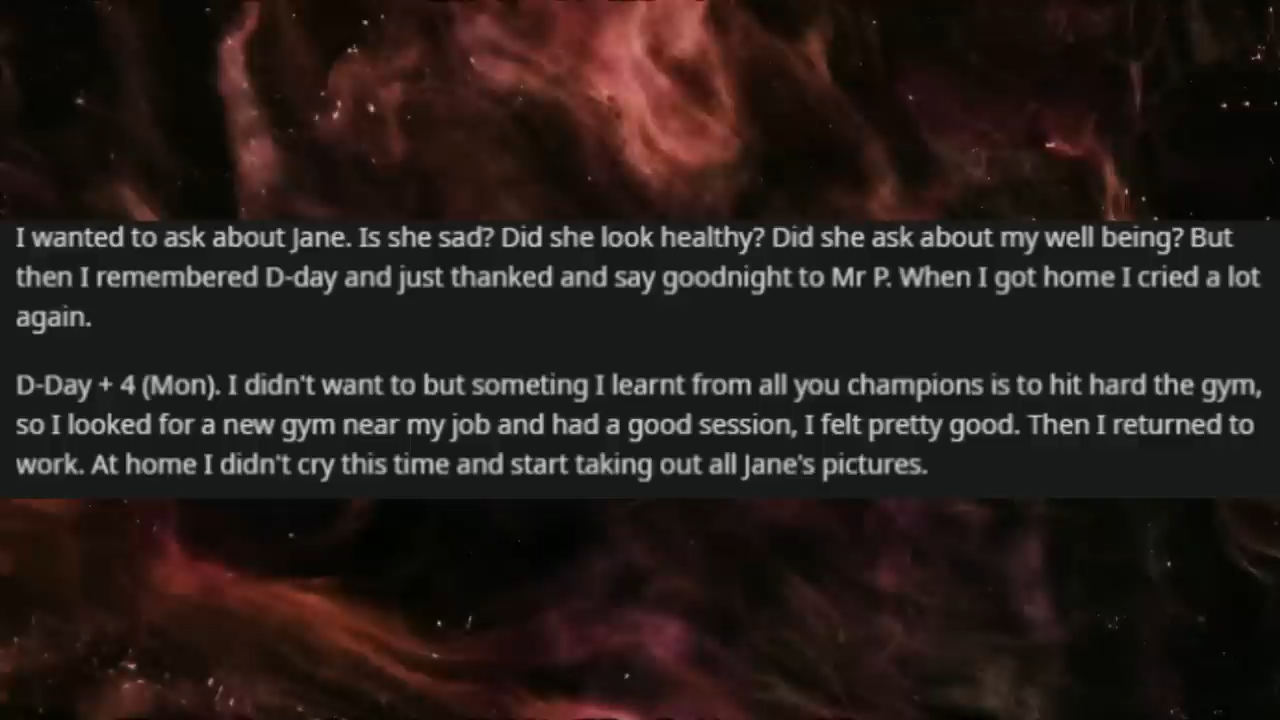 I wanted to ask about Jane. Is she sad? Did she look healthy? Did she ask about my well being? But
then I remembered D-day and just thanked and say goodnight to Mr P. When I got home I cried a lot
again.
D-Day + 4 (Mon). I didn't want to but someting I learnt from all you champions is to hit hard the gym,
so I looked for a new gym near my job and had a good session, I felt pretty good. Then I returned to
work. At home I didn't cry this time and start taking out all Jane's pictures.